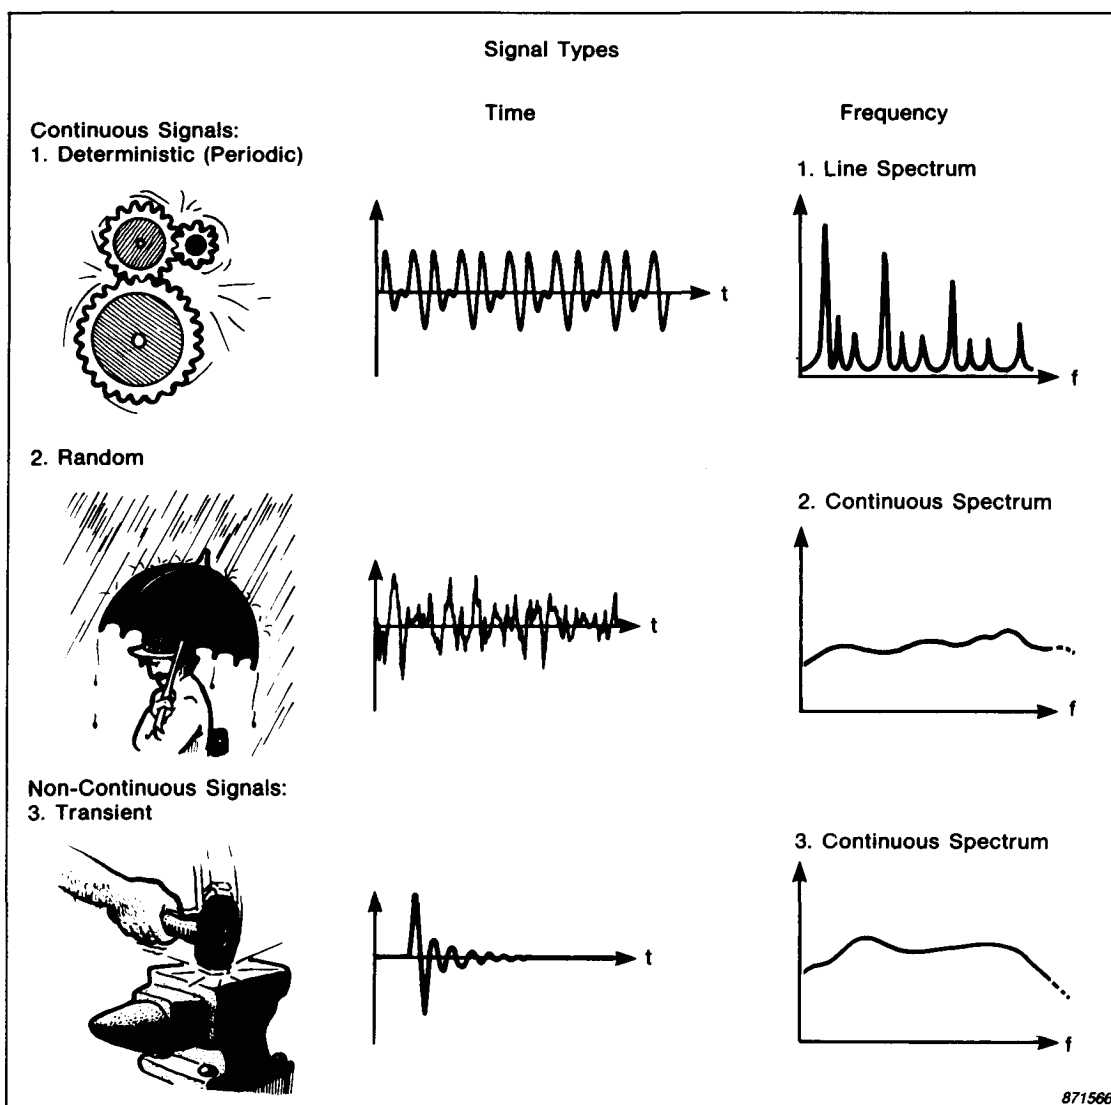 Signal Types
Time
Frequency
Continuous Signals:
1. Deterministic (Periodic)
1. Line Spectrum
t
f
2. Random
2. Continuous Spectrum
t
f
Non-Continuous Signals:
3. Transient
3. Continuous Spectrum
t
f
871566